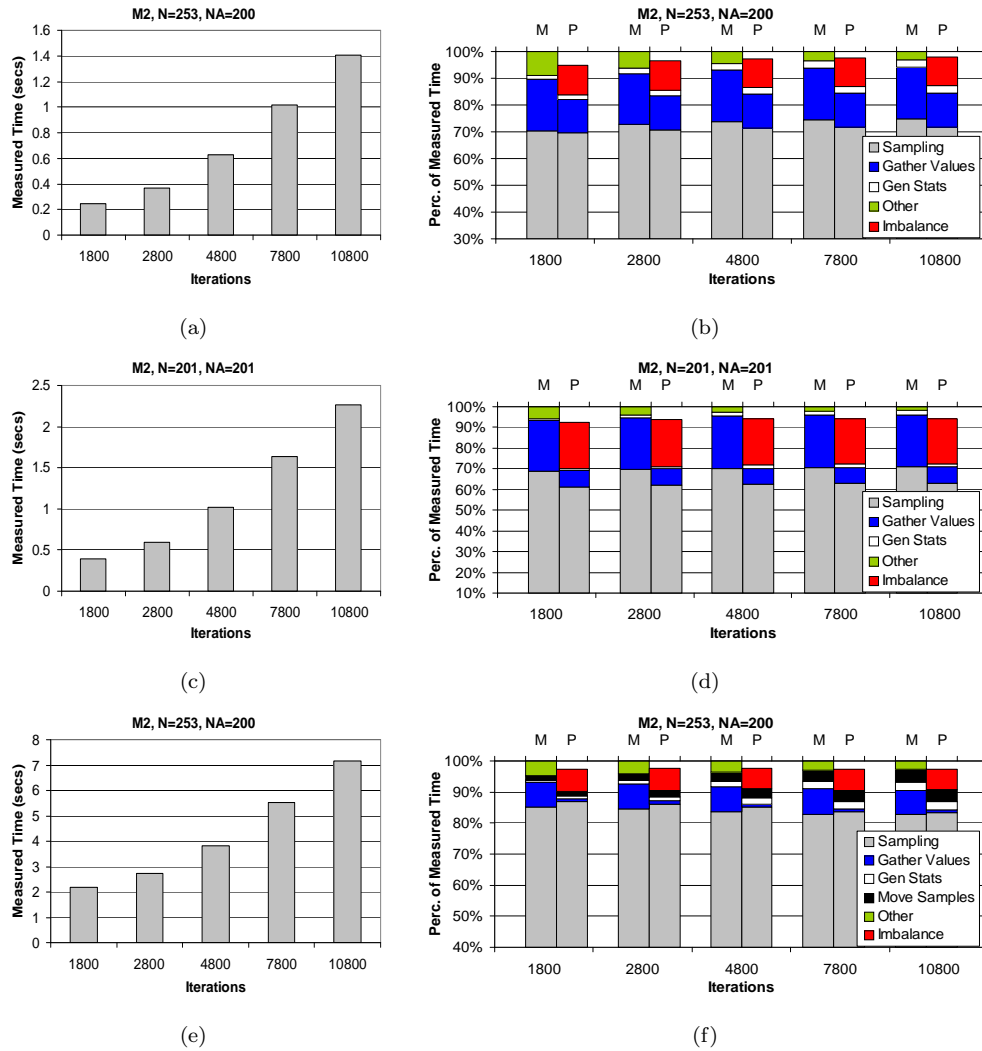 M2, N=253, NA=200
Measured Time (secs)
1.6
1.4
1.2
1
0.8
0.6
0.4
0.2
0
1800 2800 4800 7800 10800
Iterations
(a)
M2, N=253, NA=200
M P M P M P M P M P
Perc. of Measured Time
100%
90%
80%
70%
60%
50%
40%
30%
Sampling
Gather Values
Gen Stats
Other
Imbalance
1800 2800 4800 7800 10800
Iterations
(b)
M2, N=201, NA=201
Measured Time (secs)
2.5
2
1.5
1
0.5
0
1800 2800 4800 7800 10800
Iterations
(c)
M2, N=201, NA=201
M P M P M P M P M P
Perc. of Measured Time
100%
90%
80%
70%
60%
50%
40%
30%
20%
10%
Sampling
Gather Values
Gen Stats
Other
Imbalance
1800 2800 4800 7800 10800
Iterations
(d)
M2, N=253, NA=200
Measured Time (secs)
8
7
6
5
4
3
2
1
0
1800 2800 4800 7800 10800
Iterations
(e)
M2, N=253, NA=200
M P M P M P M P M P
Perc. of Measured Time
100%
90%
80%
70%
60%
50%
40%
Sampling
Gather Values
Gen Stats
Move Samples
Other
Imbalance
1800 2800 4800 7800 10800
Iterations
(f)